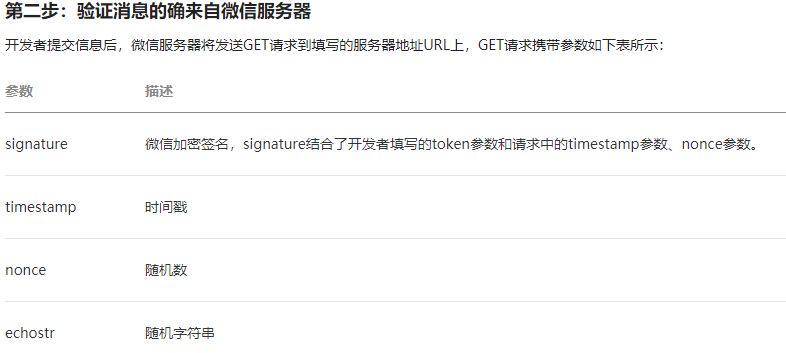 第二步：验证消息的确来自微信服务器
开发者提交信息后，微信服务器将发送GET请求到填写的服务器地址URL上，GET请求携带参数如下表所示：
参数 描述
signature 微信加密签名，signature结合了开发者填写的token参数和请求中的timestamp参数、nonce参数。
timestamp 时间戳
nonce 随机数
echostr 随机字符串